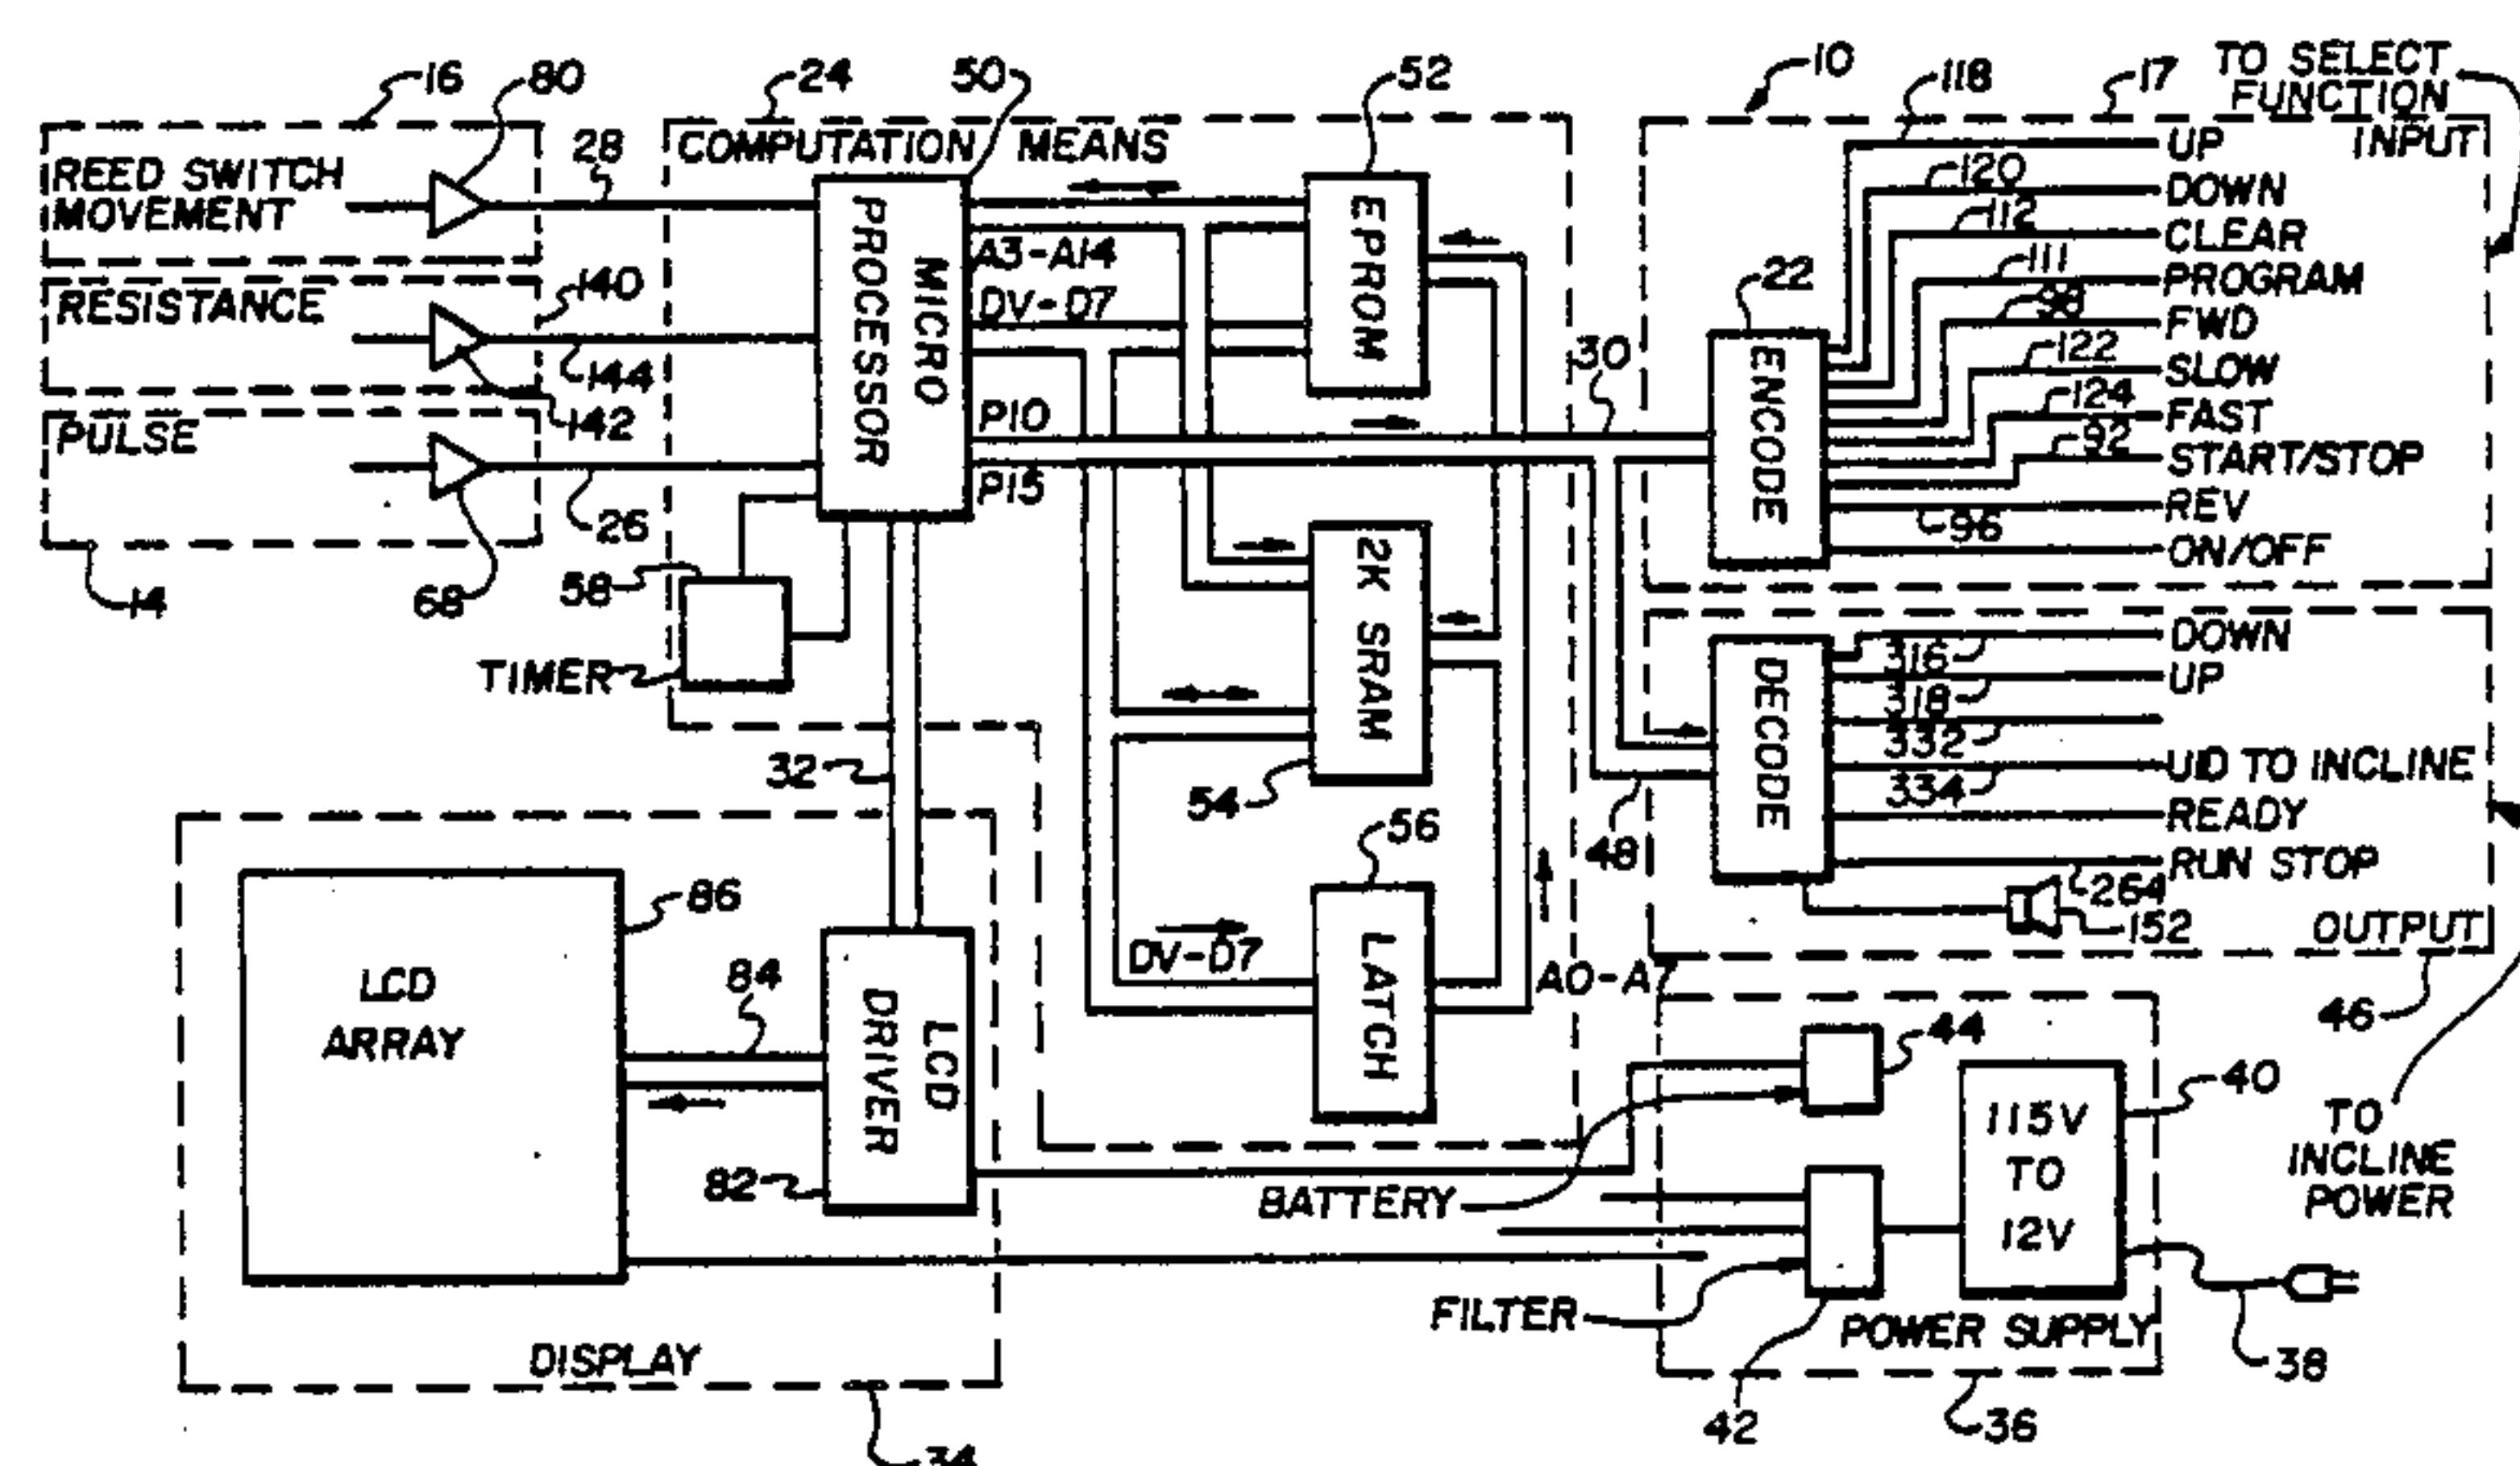 16
80
REED SWITCH
MOVEMENT
28
RESISTANCE
140
144
142
PULSE
26
68
14
24
COMPUTATION MEANS
50
MICRO
PROCESSOR
A3-A14
DV-D7
P10
P15
52
EPROM
58
TIMER
2K SRAM
54
56
LATCH
DV-D7
A0-A7
30
48
32
10
17
TO SELECT
FUNCTION
INPUT
22
ENCODE
118
UP
120
DOWN
112
CLEAR
111
PROGRAM
98
FWD
122
SLOW
124
FAST
92
START/STOP
REV
96
ON/OFF
DECODE
DOWN
316
UP
318
332
UD TO INCLINE
334
READY
RUN STOP
264
152
OUTPUT
46
TO
INCLINE
POWER
86
LCD
ARRAY
84
LCD
DRIVER
82
DISPLAY
34
44
BATTERY
40
115V
TO
12V
FILTER
42
POWER SUPPLY
36
38